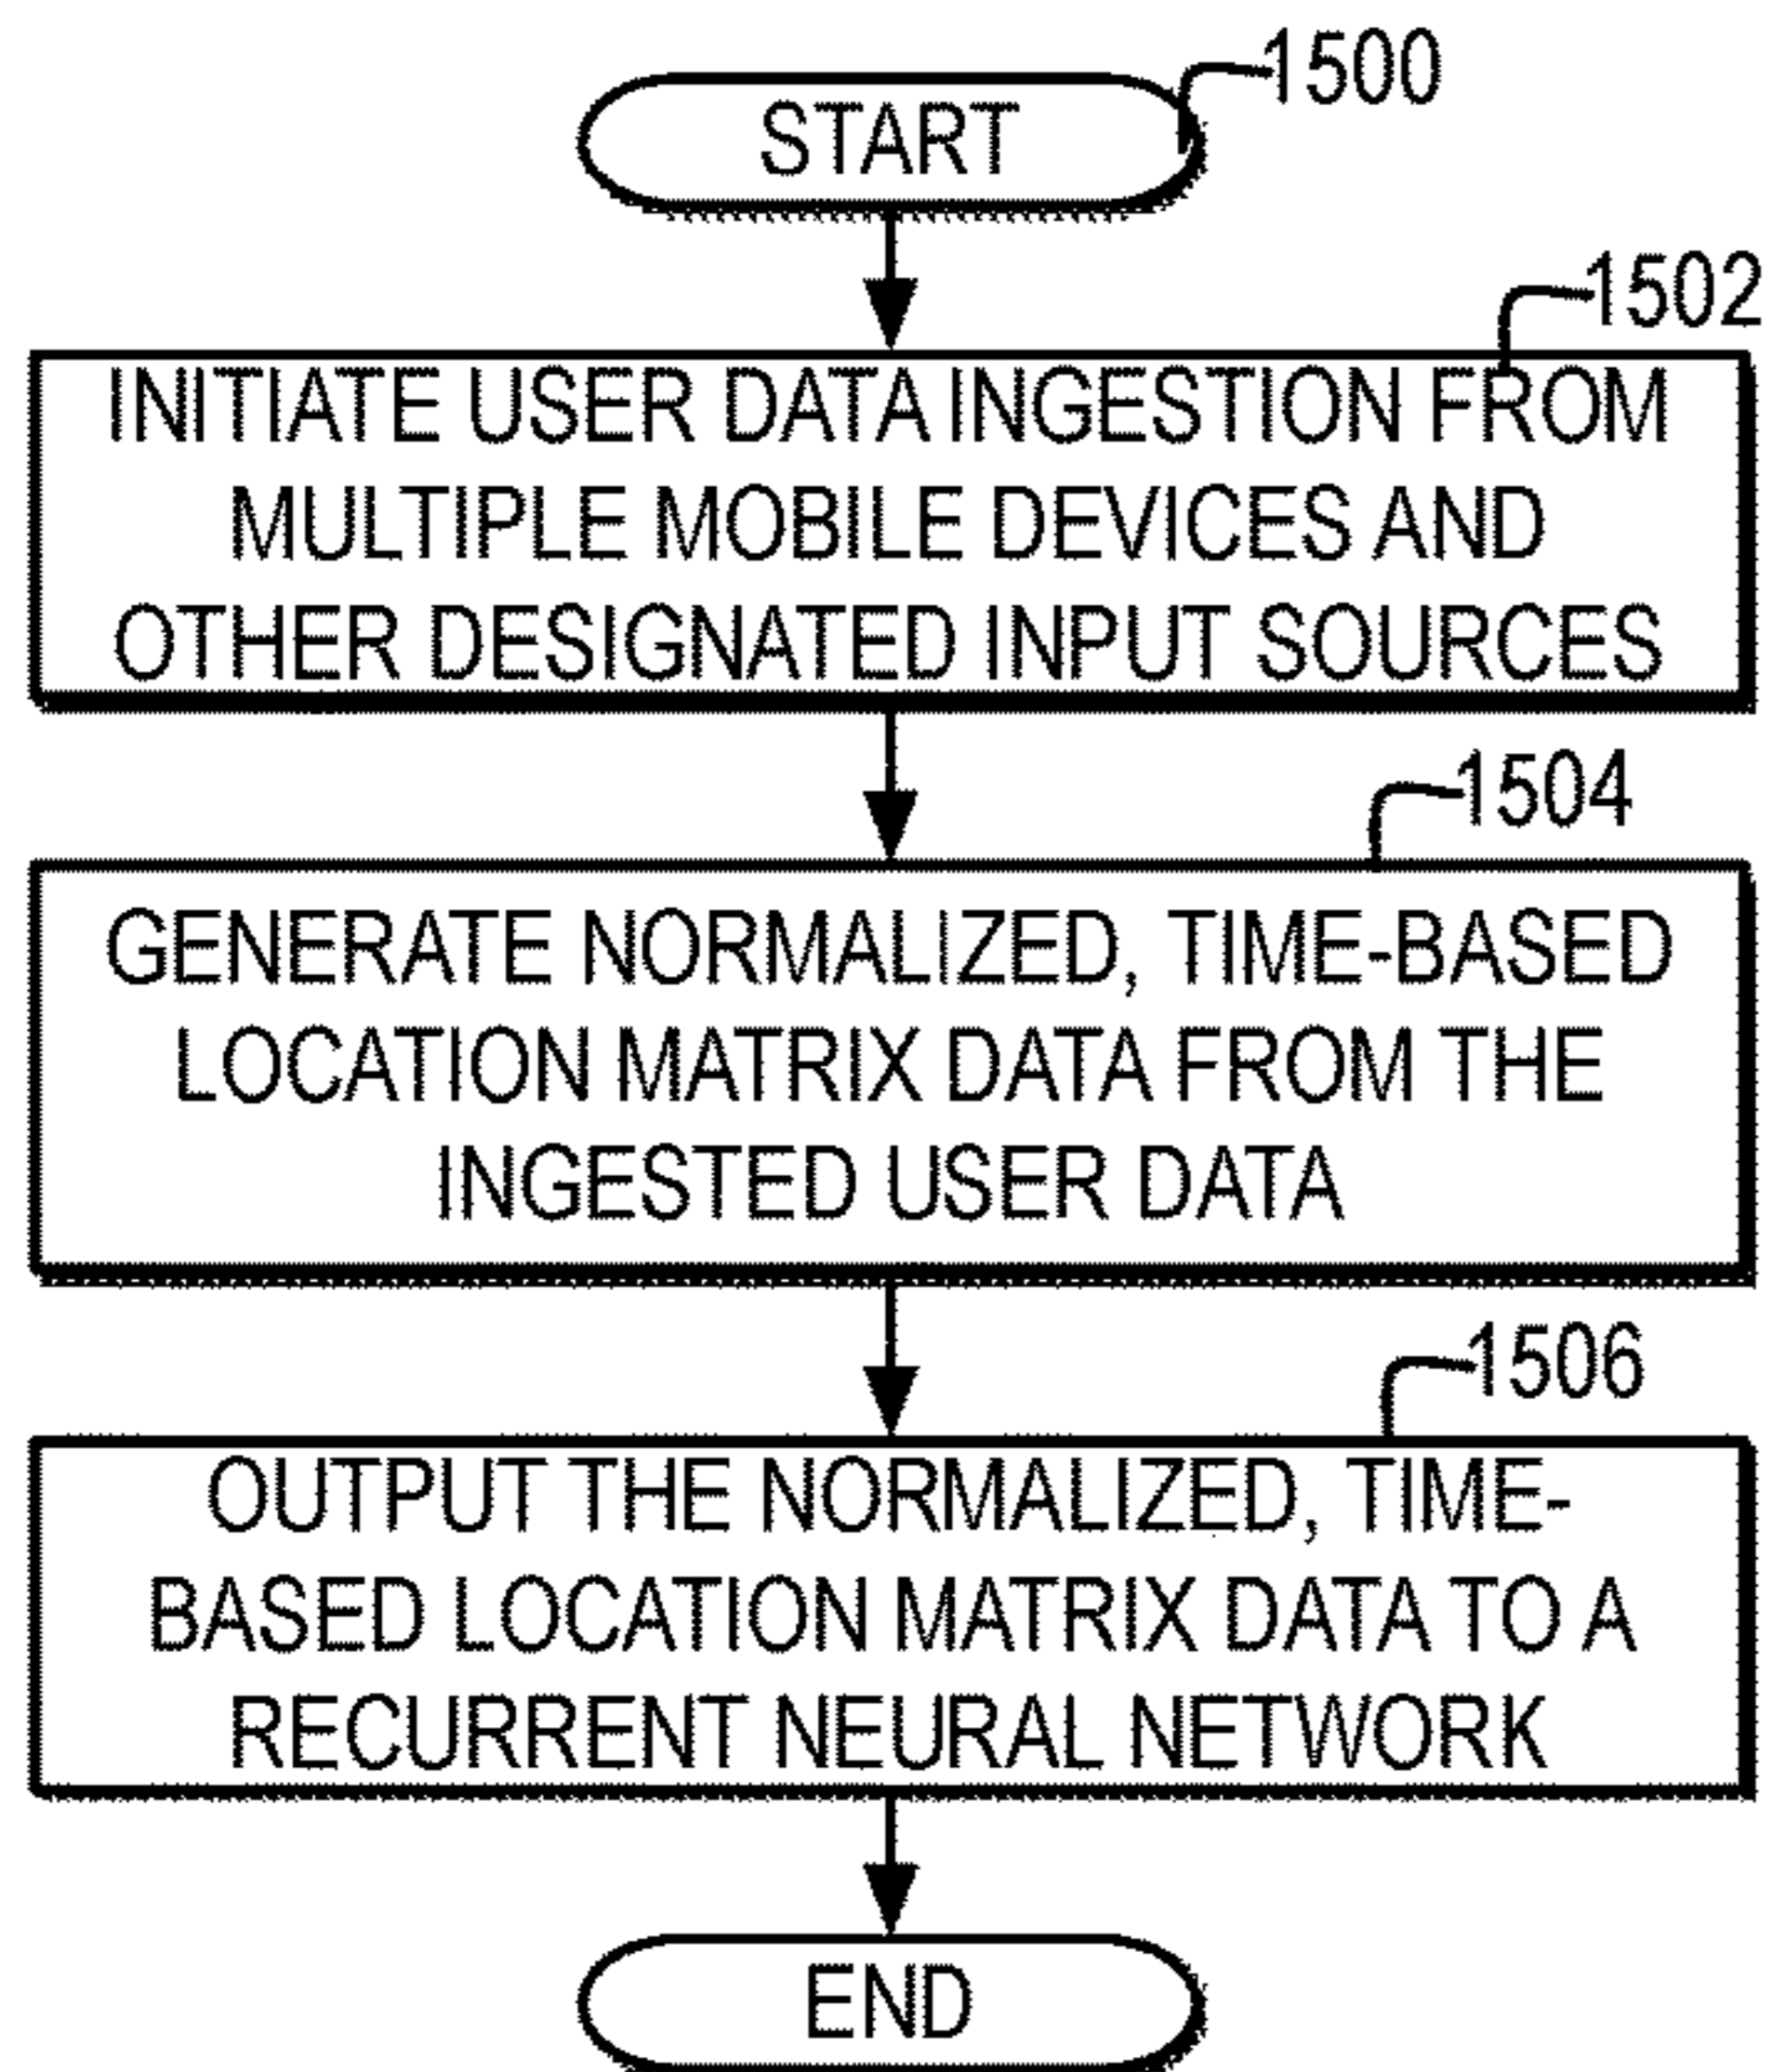 1500
START
1502
INITIATE USER DATA INGESTION FROM
MULTIPLE MOBILE DEVICES AND
OTHER DESIGNATED INPUT SOURCES
1504
GENERATE NORMALIZED, TIME-BASED
LOCATION MATRIX DATA FROM THE
INGESTED USER DATA
1506
OUTPUT THE NORMALIZED, TIME-
BASED LOCATION MATRIX DATA TO A
RECURRENT NEURAL NETWORK
END